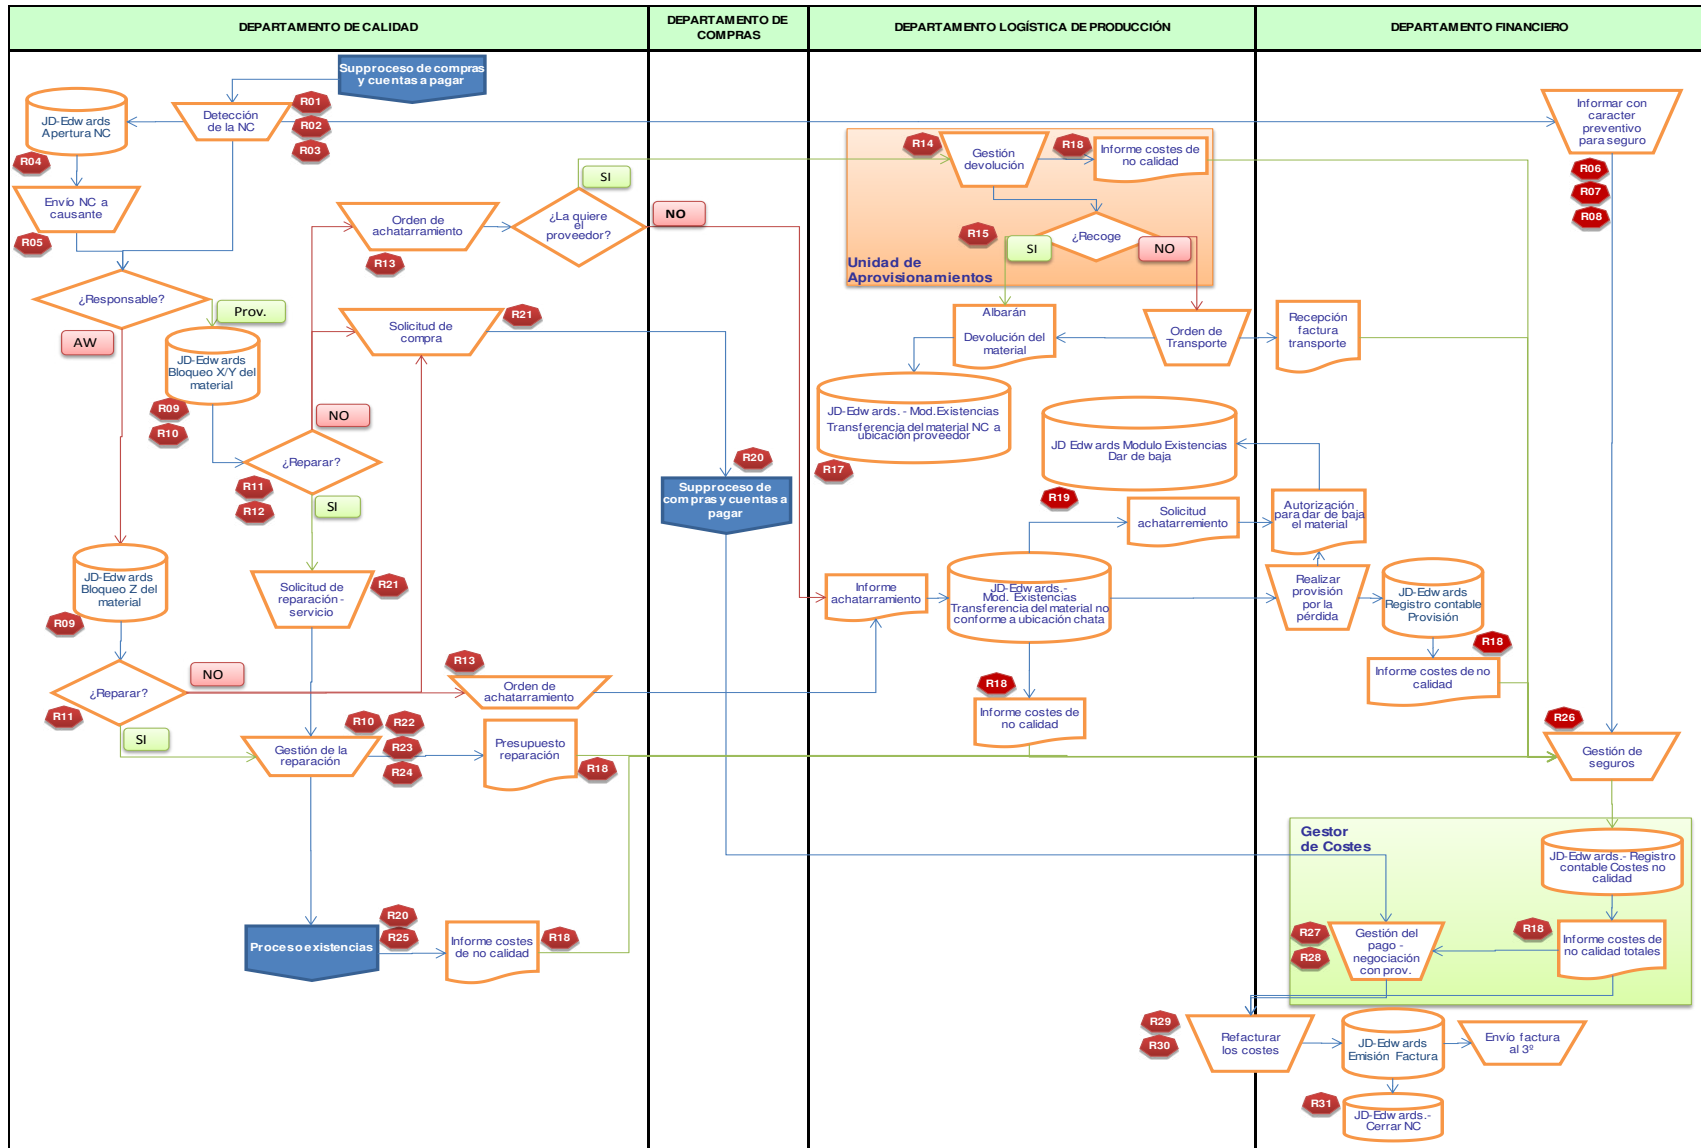 DEPARTAMENTO DE CALIDAD
DEPARTAMENTO DE
COMPRAS
DEPARTAMENTO LOGÍSTICA DE PRODUCCIÓN
DEPARTAMENTO FINANCIERO
Supproceso de compras
y cuentas a pagar
JD-Edwards
Apertura NC
R04
Detección
de la NC
R01
R02
R03
Envío NC a
causante
R05
¿Responsable?
AW
Prov.
JD-Edwards
Bloqueo X/Y del
material
R09
R10
¿Reparar?
R11
R12
NO
SI
Orden de
achatarramiento
R13
¿La quiere
el
proveedor?
SI
NO
Solicitud de
compra
R21
JD-Edwards
Bloqueo Z del
material
R09
¿Reparar?
R11
NO
SI
Solicitud de
reparación -
servicio
R21
R13
Orden de
achatarramiento
Gestión de la
reparación
R10
R22
R23
R24
Presupuesto
reparación
R18
Proceso existencias
R20
R25
Informe costes
de no calidad
R18
R20
Supproceso de
compras y cuentas a
pagar
R14
Gestión
devolución
R18
Informe costes de
no calidad
R15
¿Recoge
SI
NO
Unidad de
Aprovisionamientos
Albarán
Devolución del
material
Orden de
Transporte
JD-Edwards. - Mod.Existencias
Transferencia del material NC a
ubicación proveedor
R17
JD Edwards Modulo Existencias
Dar de baja
R19
Solicitud
achatarremiento
Informe
achatarramiento
JD-Edwards.-
Mod. Existencias
Transferencia del material no
conforme a ubicación chata
R18
Informe costes de
no calidad
Informar con
caracter
preventivo
para seguro
R06
R07
R08
Recepción
factura
transporte
Autorización
para dar de baja
el material
Realizar
provisión
por la
pérdida
JD-Edwards
Registro contable
Provisión
R18
Informe costes de no
calidad
R26
Gestión de
seguros
Gestor
de Costes
JD-Edwards.- Registro
contable Costes no
calidad
R27
R28
Gestión del
pago -
negociación
con prov.
R18
Informe costes de
no calidad totales
R29
R30
Refacturar
los costes
JD-Edwards
Emisión Factura
Envío factura
al 3º
R31
JD-Edwards.-
Cerrar NC